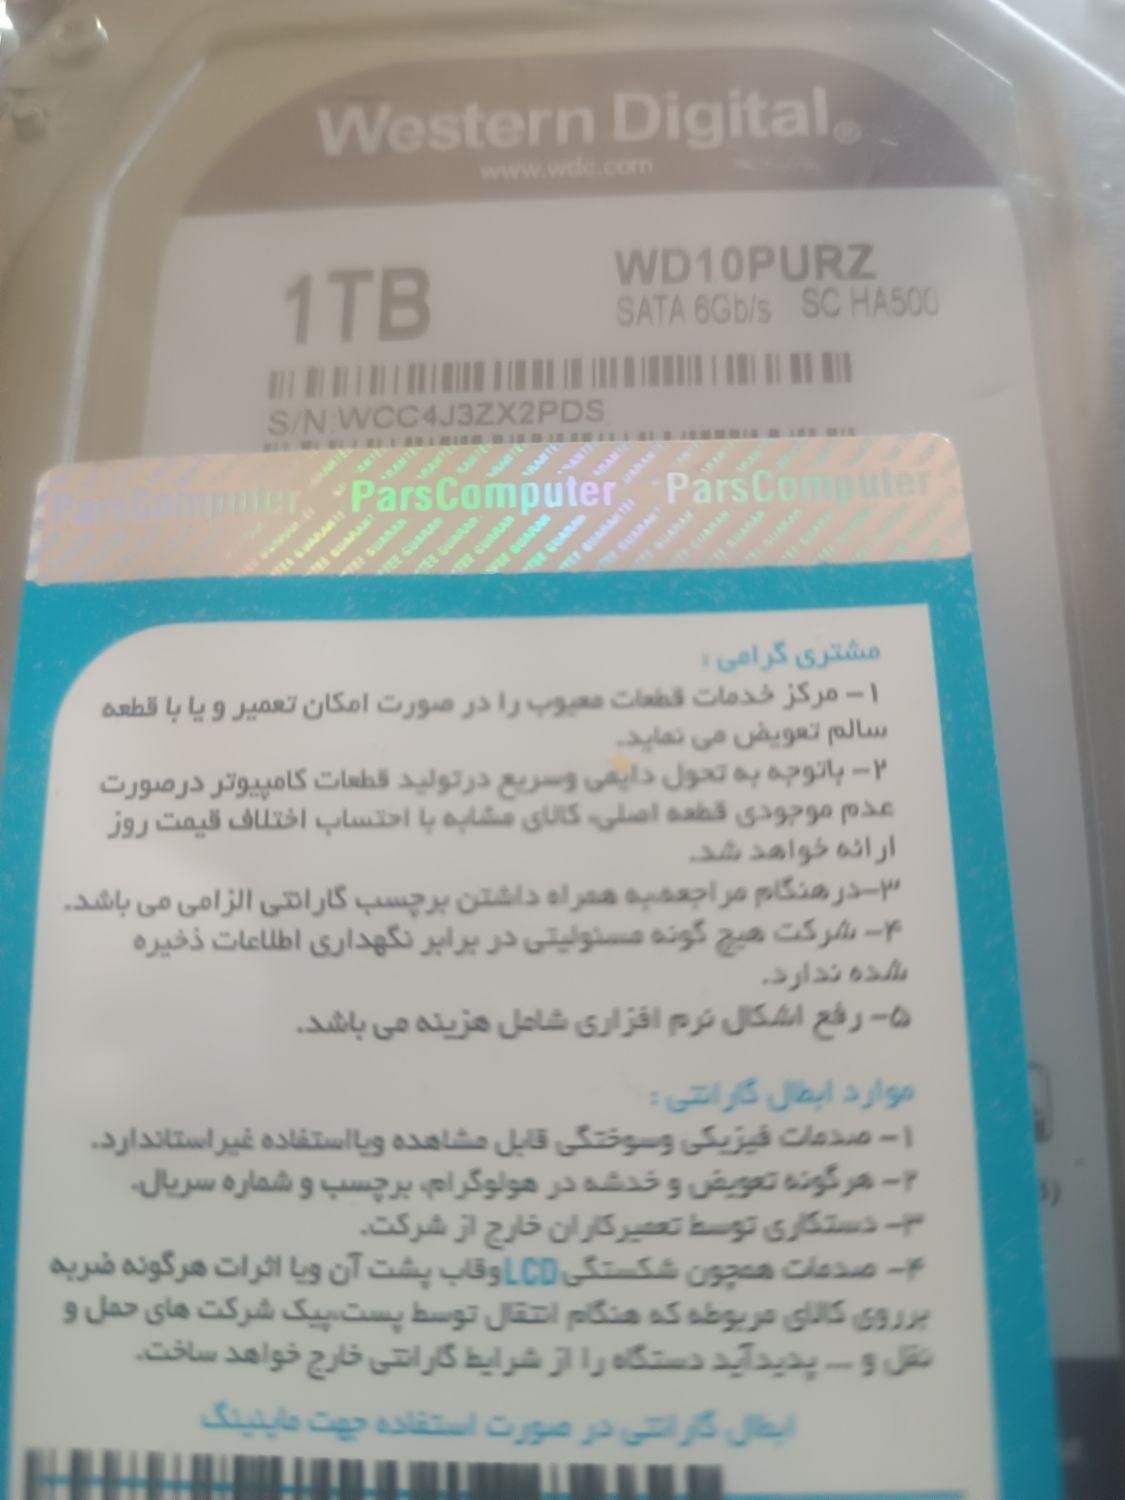 Western Digital®
www.wdc.com
1TB
WD10PURZ
SATA 6Gb/s SC HA500
S/N:WCC4J3ZX2PDS
ParsComputer ParsComputer ParsComputer
مشتری گرامی :
۱- مرکز خدمات قطعات معیوب را در صورت امکان تعمیر و یا با قطعه
سالم تعویض می نماید.
۲- باتوجه به تحول دایمی وسریع درتولید قطعات کامپیوتر درصورت
عدم موجودی قطعه اصلی، کالای مشابه با احتساب اختلاف قیمت روز
ارائه خواهد شد.
۳-درهنگام مراجعه،به همراه داشتن برچسب گارانتی الزامی می باشد.
۴- شرکت هیچ گونه مسئولیتی در برابر نگهداری اطلاعات ذخیره
شده ندارد.
۵- رفع اشکال نرم افزاری شامل هزینه می باشد.
موارد ابطال گارانتی :
۱- صدمات فیزیکی وسوختگی قابل مشاهده ویااستفاده غیراستاندارد.
۲- هرگونه تعویض و خدشه در هولوگرام، برچسب و شماره سریال.
۳- دستکاری توسط تعمیرکاران خارج از شرکت.
۴- صدمات همچون شکستگیLCDوقاب پشت آن ویا اثرات هرگونه ضربه
برروی کالای مربوطه که هنگام انتقال توسط پست،پیک شرکت های حمل و
نقل و ... پدیدآید دستگاه را از شرایط گارانتی خارج خواهد ساخت.
ابطال گارانتی در صورت استفاده جهت ماینینگ